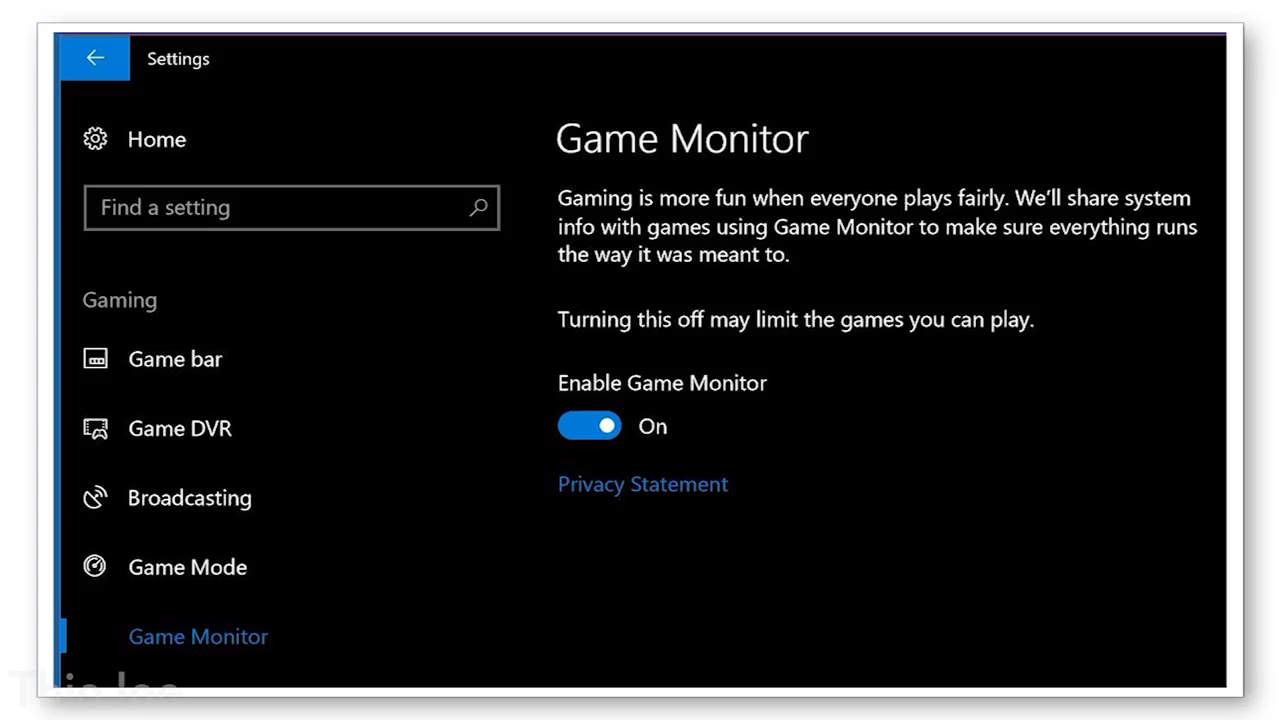 Settings
Home
Find a setting
Gaming
Game bar
Game DVR
Broadcasting
Game Mode
Game Monitor
Game Monitor
Gaming is more fun when everyone plays fairly. We'll share system
info with games using Game Monitor to make sure everything runs
the way it was meant to.
Turning this off may limit the games you can play.
Enable Game Monitor
On
Privacy Statement